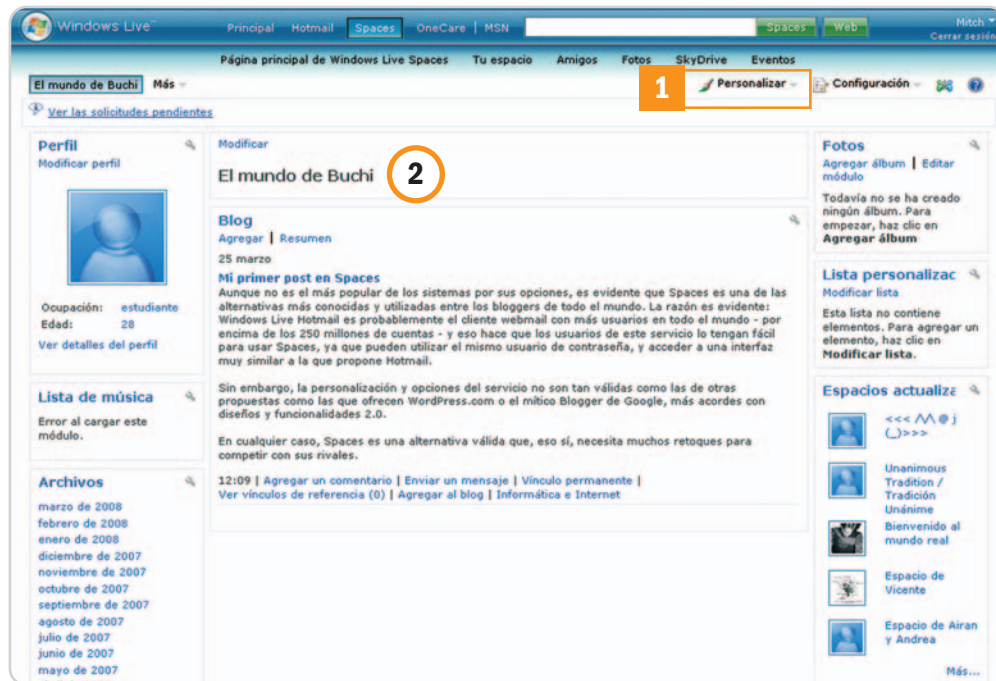 Windows Live™
Principal Hotmail Spaces OneCare | MSN
Spaces Web
Mitch
Cerrar sesión
Página principal de Windows Live Spaces Tu espacio Amigos Fotos SkyDrive Eventos
El mundo de Buchi Más
1
Personalizar Configuración
Ver las solicitudes pendientes
Perfil
Modificar perfil
Ocupación: estudiante
Edad: 28
Ver detalles del perfil
Lista de música
Error al cargar este
módulo.
Archivos
marzo de 2008
febrero de 2008
enero de 2008
diciembre de 2007
noviembre de 2007
octubre de 2007
septiembre de 2007
agosto de 2007
julio de 2007
junio de 2007
mayo de 2007
Modificar
El mundo de Buchi
2
Blog
Agregar | Resumen
25 marzo
Mi primer post en Spaces
Aunque no es el más popular de los sistemas por sus opciones, es evidente que Spaces es una de las
alternativas más conocidas y utilizadas entre los bloggers de todo el mundo. La razón es evidente:
Windows Live Hotmail es probablemente el cliente webmail con más usuarios en todo el mundo - por
encima de los 250 millones de cuentas - y eso hace que los usuarios de este servicio lo tengan fácil
para usar Spaces, ya que pueden utilizar el mismo usuario de contraseña, y acceder a una interfaz
muy similar a la que propone Hotmail.
Sin embargo, la personalización y opciones del servicio no son tan válidas como las de otras
propuestas como las que ofrecen WordPress.com o el mítico Blogger de Google, más acordes con
diseños y funcionalidades 2.0.
En cualquier caso, Spaces es una alternativa válida que, eso sí, necesita muchos retoques para
competir con sus rivales.
12:09 | Agregar un comentario | Enviar un mensaje | Vínculo permanente |
Ver vínculos de referencia (0) | Agregar al blog | Informática e Internet
Fotos
Agregar álbum | Editar
módulo
Todavía no se ha creado
ningún álbum. Para
empezar, haz clic en
Agregar álbum
Lista personalizac
Modificar lista
Esta lista no contiene
elementos. Para agregar un
elemento, haz clic en
Modificar lista.
Espacios actualiza
<<< /\/\ @ j
(_)>>>
Unanimous
Tradition /
Tradición
Unánime
Bienvenido al
mundo real
Espacio de
Vicente
Espacio de Airan
y Andrea
Más...